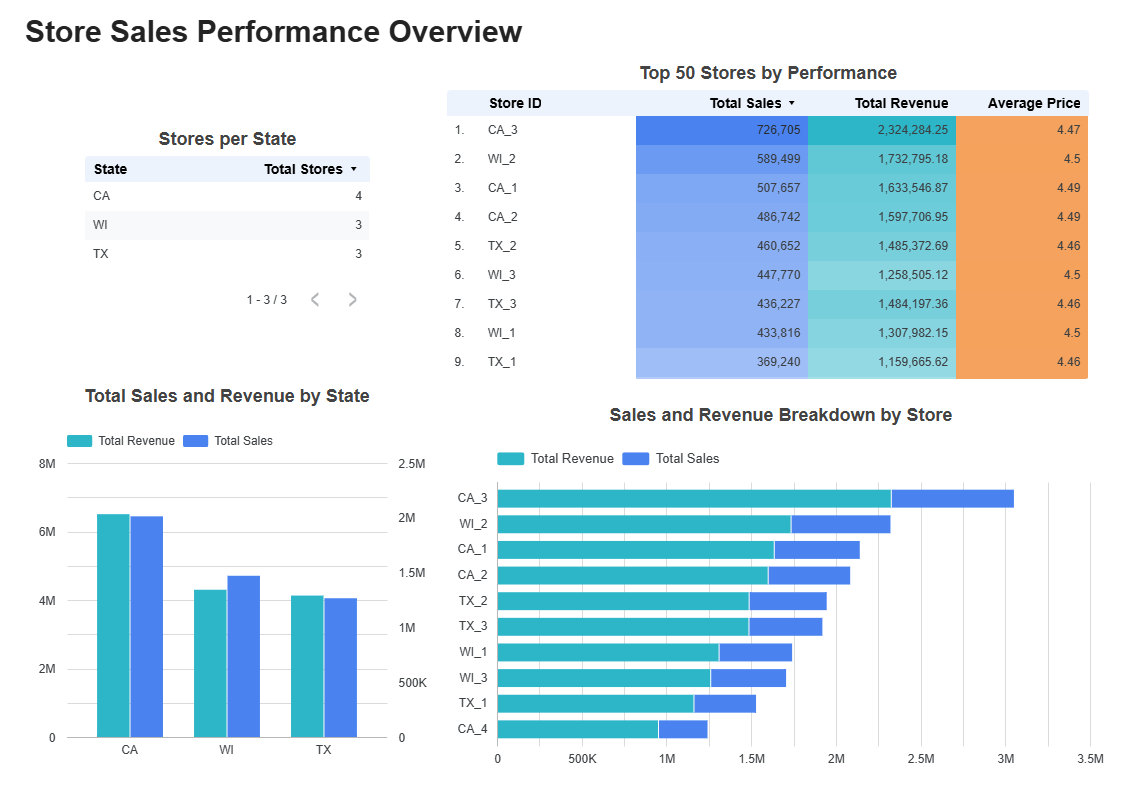 Store Sales Performance Overview
Stores per State
State Total Stores
CA 4
WI 3
TX 3
1 - 3 / 3
Top 50 Stores by Performance
Store ID Total Sales Total Revenue Average Price
1. CA_3 726,705 2,324,284.25 4.47
2. WI_2 589,499 1,732,795.18 4.5
3. CA_1 507,657 1,633,546.87 4.49
4. CA_2 486,742 1,597,706.95 4.49
5. TX_2 460,652 1,485,372.69 4.46
6. WI_3 447,770 1,258,505.12 4.5
7. TX_3 436,227 1,484,197.36 4.46
8. WI_1 433,816 1,307,982.15 4.5
9. TX_1 369,240 1,159,665.62 4.46
Total Sales and Revenue by State
Total Revenue Total Sales
8M 2.5M
6M 2M
4M 1.5M
2M 1M
0 500K
0
CA WI TX
Sales and Revenue Breakdown by Store
Total Revenue Total Sales
CA_3
WI_2
CA_1
CA_2
TX_2
TX_3
WI_1
WI_3
TX_1
CA_4
0 500K 1M 1.5M 2M 2.5M 3M 3.5M